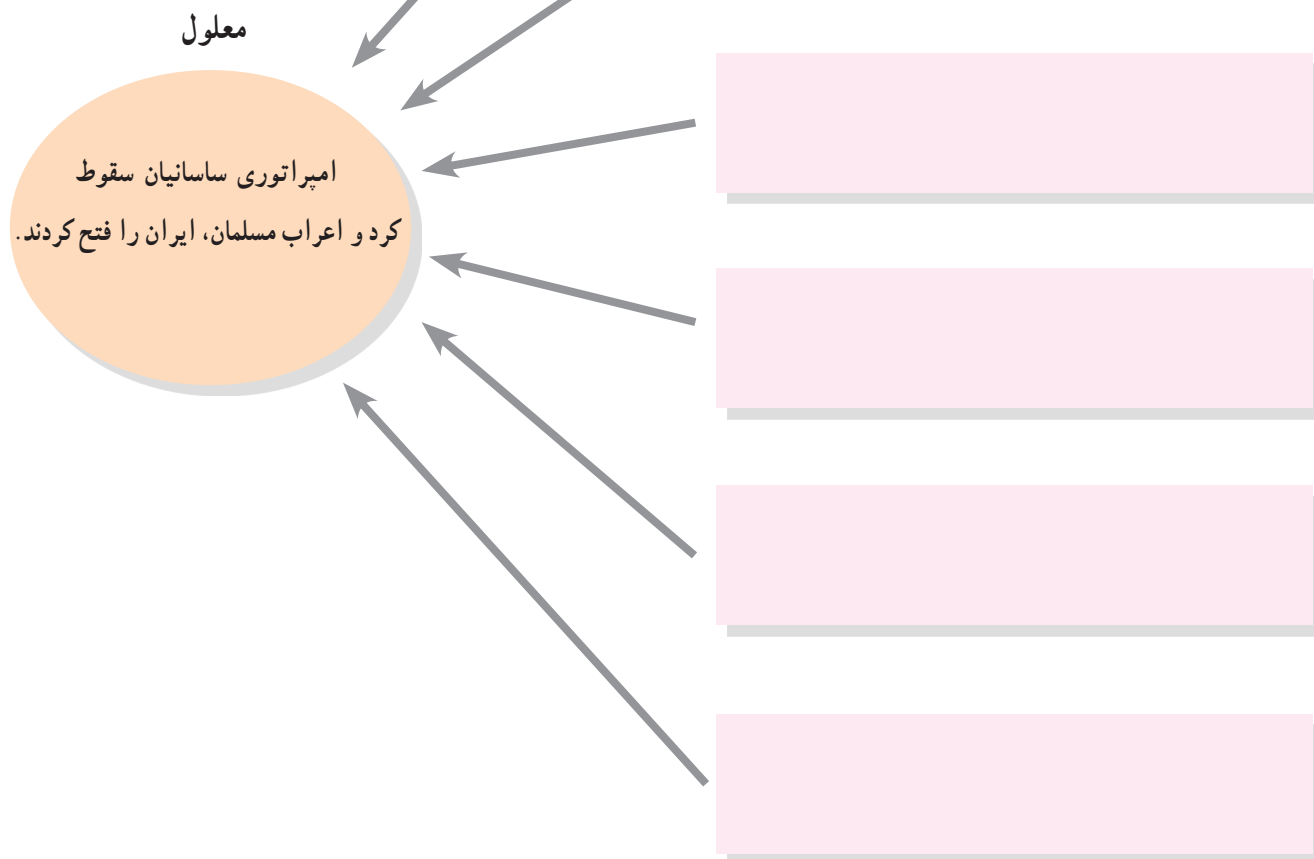 معلول
امپراتوری ساسانیان سقوط
کرد و اعراب مسلمان، ایران را فتح کردند.